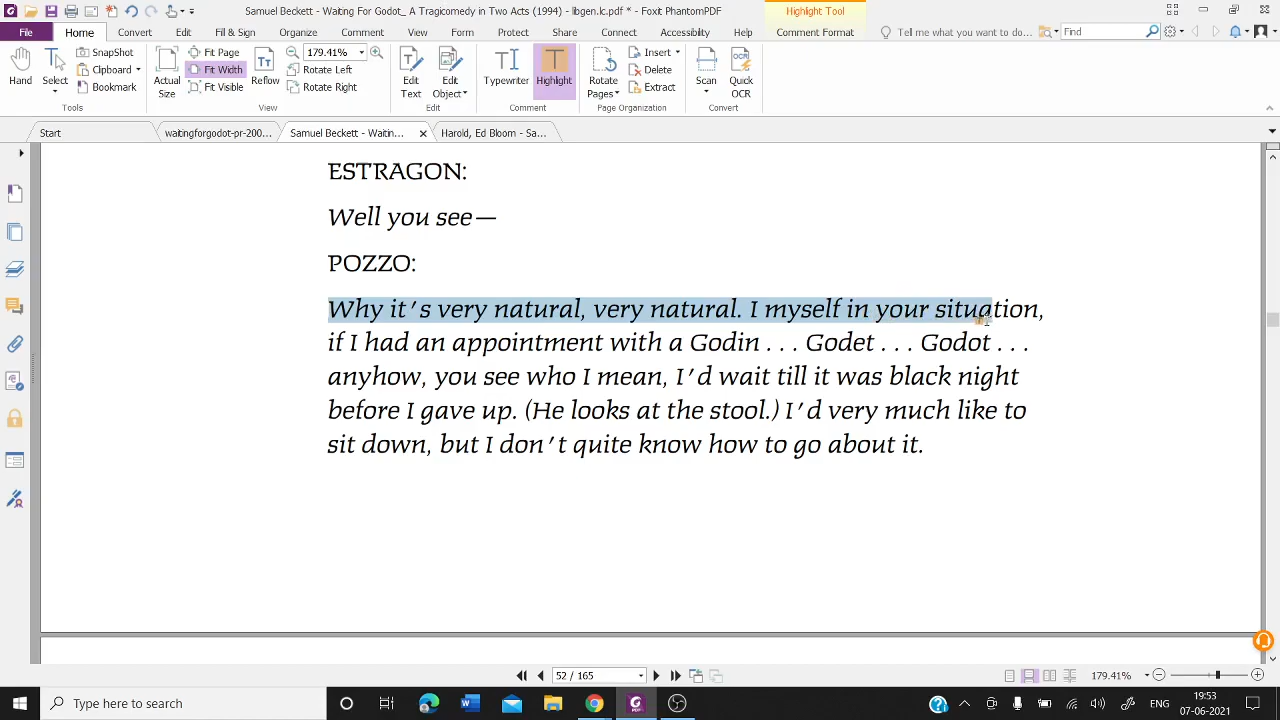 Samuel Beckett - Waiting For Godot_ A Tragicomedy in Two Acts (1994) - libgen.lc.pdf * - Foxit PhantomPDF
Highlight Tool
File Home Convert Edit Fill & Sign Organize Comment View Form Protect Share Connect Accessibility Help Comment Format Tell me what you want to do... Find
Hand
Select
SnapShot
Clipboard
Bookmark
Tools
Actual Size
Fit Page
Fit Width
Fit Visible
Reflow
179.41%
Rotate Left
Rotate Right
View
Edit Text
Edit Object
Edit
Typewriter
Highlight
Comment
Rotate Pages
Insert
Delete
Extract
Page Organization
Scan
Quick OCR
Convert
Start
waitingforgodot-pr-200...
Samuel Beckett - Waitin...
Harold, Ed Bloom - Sa...
ESTRAGON:
Well you see—
POZZO:
Why it's very natural, very natural. I myself in your situation,
if I had an appointment with a Godin . . . Godet . . . Godot . . .
anyhow, you see who I mean, I'd wait till it was black night
before I gave up. (He looks at the stool.) I'd very much like to
sit down, but I don't quite know how to go about it.
52 / 165
179.41%
Type here to search
ENG
19:53
07-06-2021